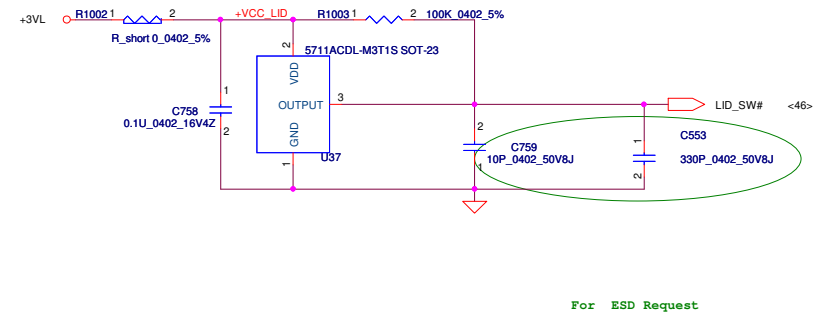 +3VL
R1002 1 2
+VCC_LID
R1003 1 2 100K_0402_5%
R_short 0_0402_5%
2
5711ACDL-M3T1S SOT-23
VDD
1
C758
0.1U_0402_16V4Z
2
OUTPUT 3
GND
1
U37
LID_SW# <46>
2
C759
10P_0402_50V8J
1
1
C553
330P_0402_50V8J
2
For ESD Request